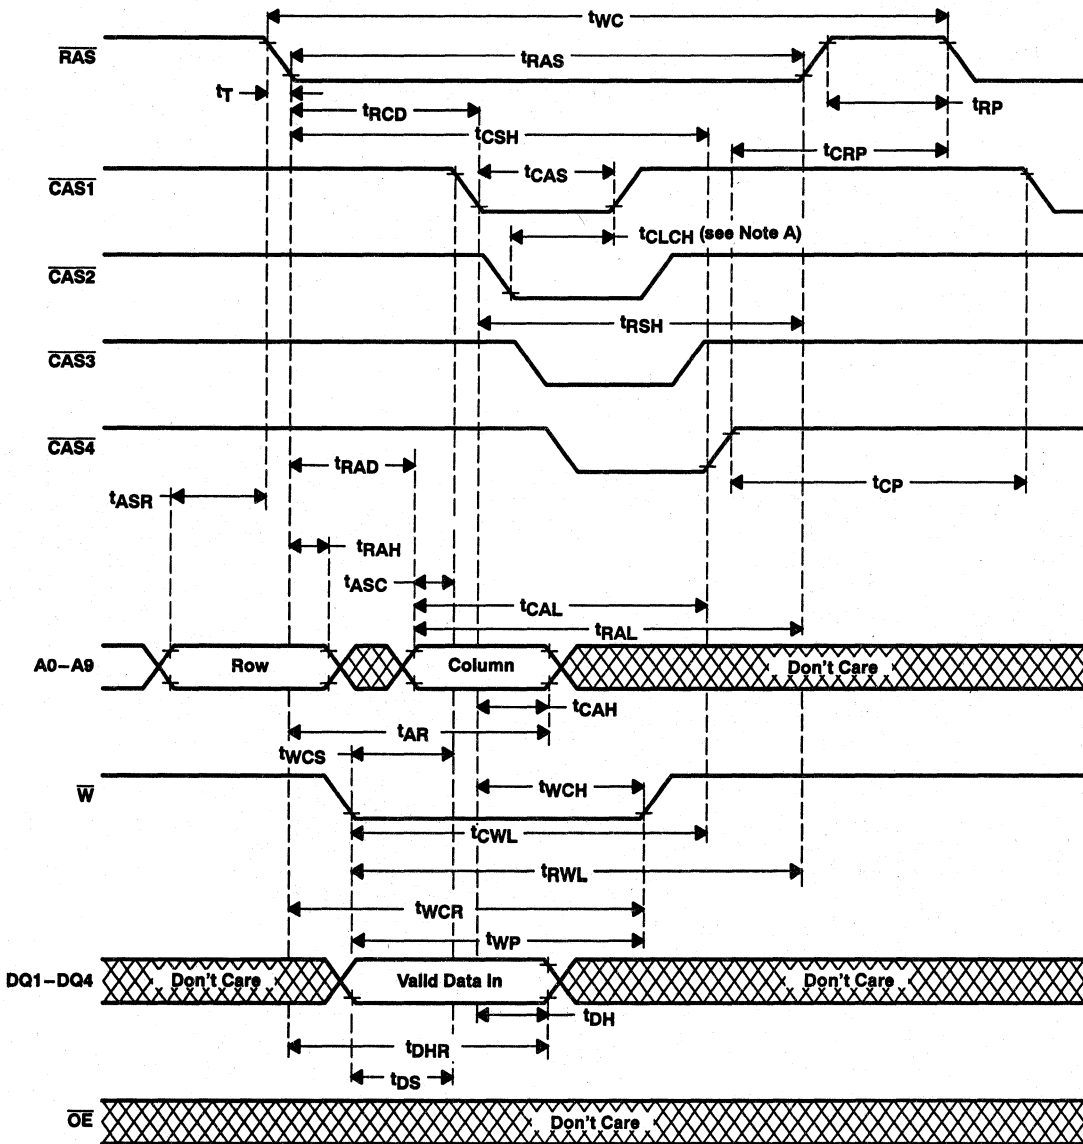 tWC
RAS
tRAS
tT
tRP
tRCD
tCSH
tCRP
CAS1
tCAS
tCLCH (see Note A)
CAS2
tRSH
CAS3
CAS4
tRAD
tASR
tCP
tRAH
tASC
tCAL
tRAL
A0–A9 Row Column Don't Care
tCAH
tAR
tWCS
W
tWCH
tCWL
tRWL
tWCR
tWP
DQ1–DQ4 Don't Care Valid Data In Don't Care
tDH
tDHR
tDS
OE Don't Care